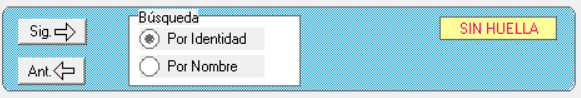 Búsqueda
Sig.
Por Identidad
SIN HUELLA
Ant.
Por Nombre